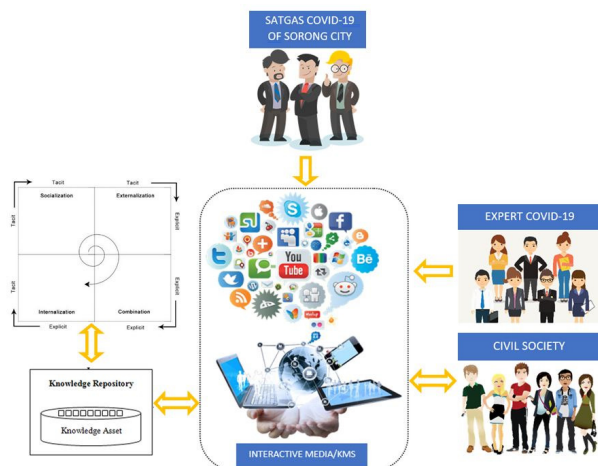 SATGAS COVID-19
OF SORONG CITY
Tacit
Tacit
Socialization
Externalization
Tacit
Explicit
Tacit
Explicit
Internalization
Combination
Explicit
Explicit
You
Tube
Bē
EXPERT COVID-19
CIVIL SOCIETY
Knowledge Repository
Knowledge Asset
INTERACTIVE MEDIA/KMS